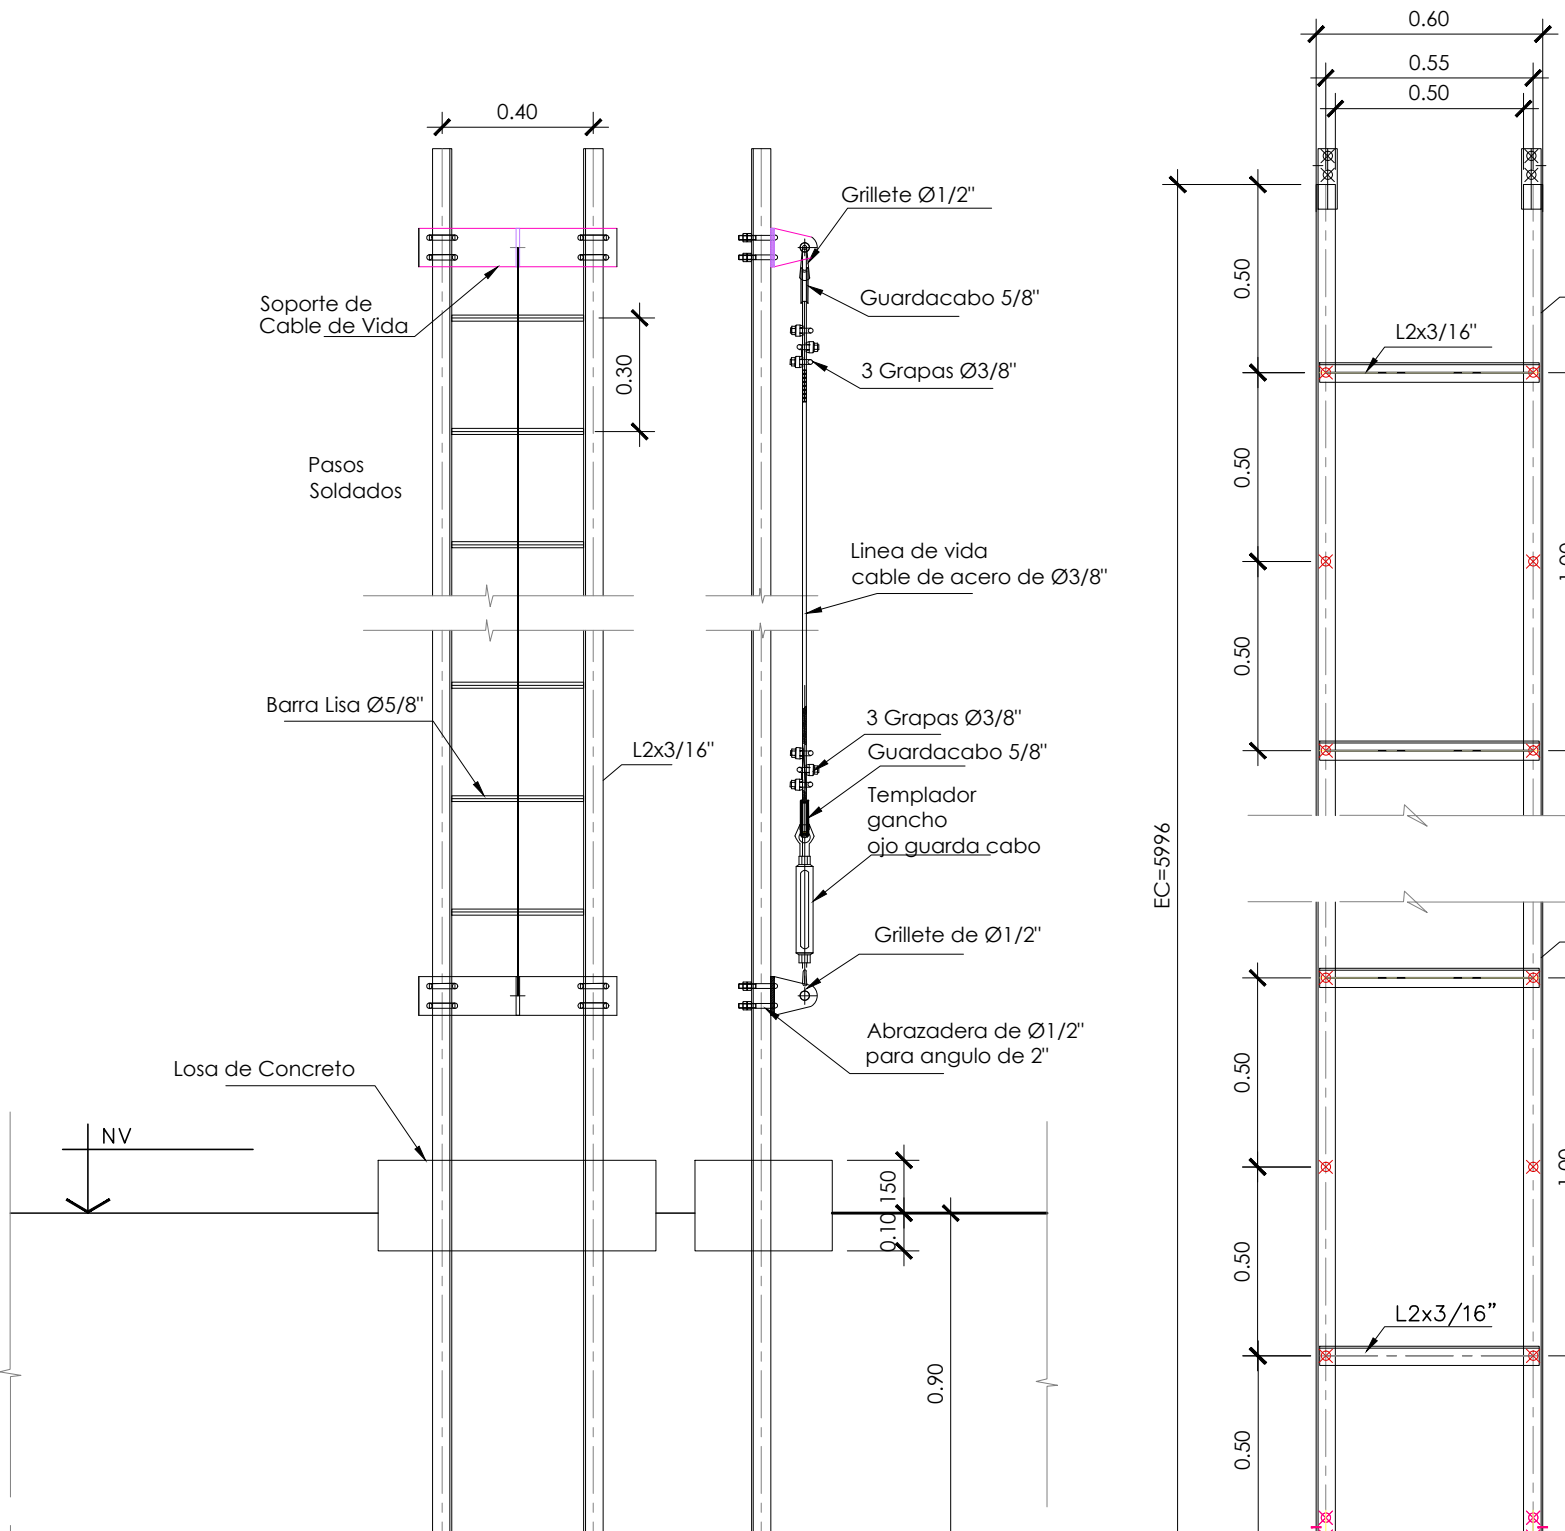 0.60
0.55
0.50
0.40
Grillete Ø1/2"
Guardacabo 5/8"
Soporte de
Cable de Vida
0.30
3 Grapas Ø3/8"
L2x3/16"
0.50
0.50
0.50
Pasos
Soldados
Linea de vida
cable de acero de Ø3/8"
1.00
Barra Lisa Ø5/8"
L2x3/16"
3 Grapas Ø3/8"
Guardacabo 5/8"
Templador
gancho
ojo guarda cabo
EC=5996
Grillete de Ø1/2"
Abrazadera de Ø1/2"
para angulo de 2"
Losa de Concreto
NV
.150
0.10
0.90
0.50
0.50
0.50
1.00
L2x3/16"